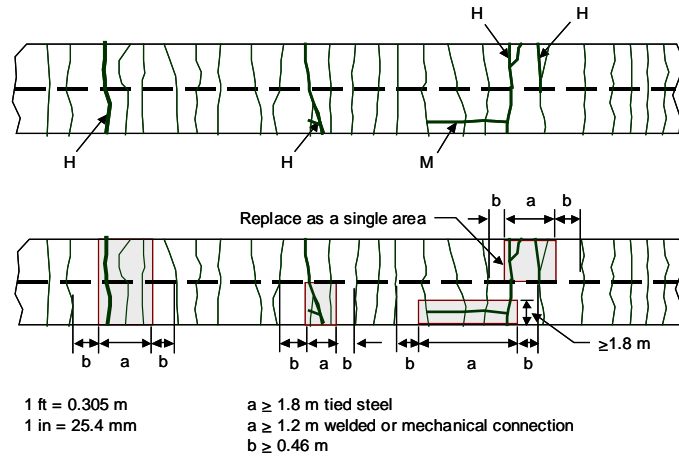 H H
H H M
b a b
Replace as a single area
b a b b a b b a b
≥1.8 m
1 ft = 0.305 m
1 in = 25.4 mm
a ≥ 1.8 m tied steel
a ≥ 1.2 m welded or mechanical connection
b ≥ 0.46 m